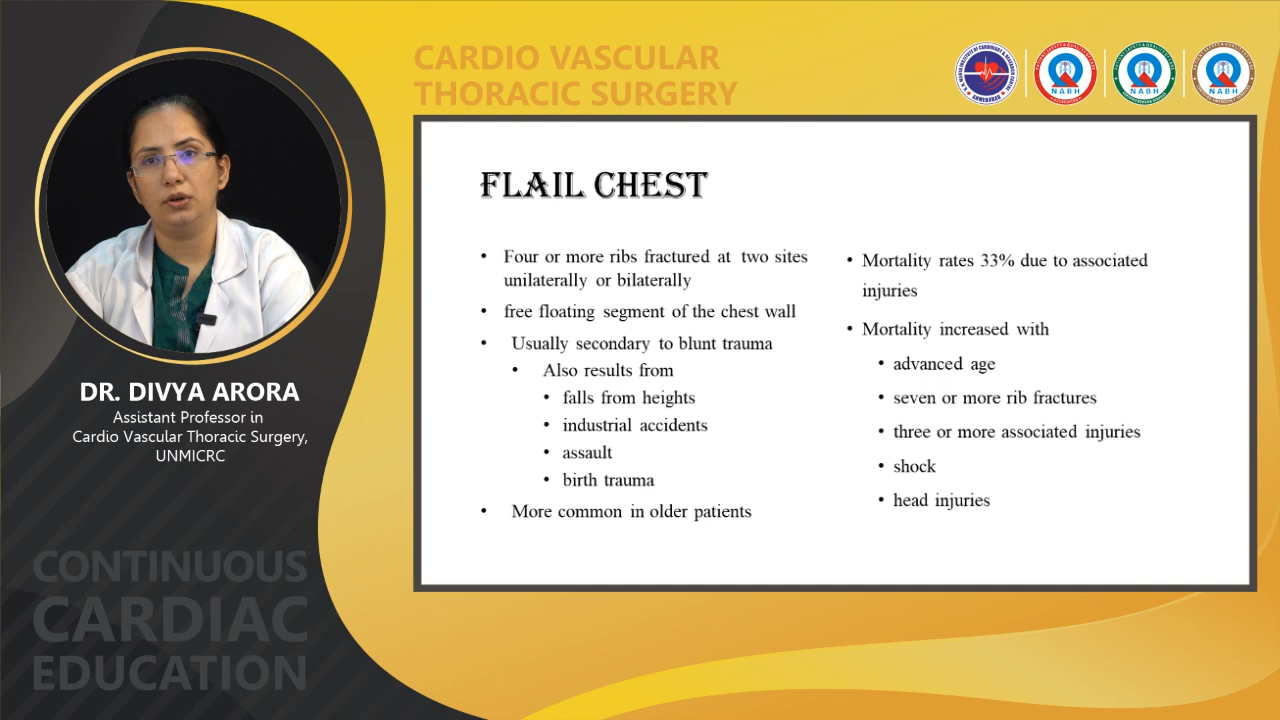 CARDIO VASCULAR
THORACIC SURGERY
NABH
NABH
NABH
FLAIL CHEST
• Four or more ribs fractured at two sites
unilaterally or bilaterally
• free floating segment of the chest wall
• Usually secondary to blunt trauma
• Also results from
• falls from heights
• industrial accidents
• assault
• birth trauma
• More common in older patients
• Mortality rates 33% due to associated
injuries
• Mortality increased with
• advanced age
• seven or more rib fractures
• three or more associated injuries
• shock
• head injuries
DR. DIVYA ARORA
Assistant Professor in
Cardio Vascular Thoracic Surgery,
UNMICRC
CONTINUOUS
CARDIAC
EDUCATION